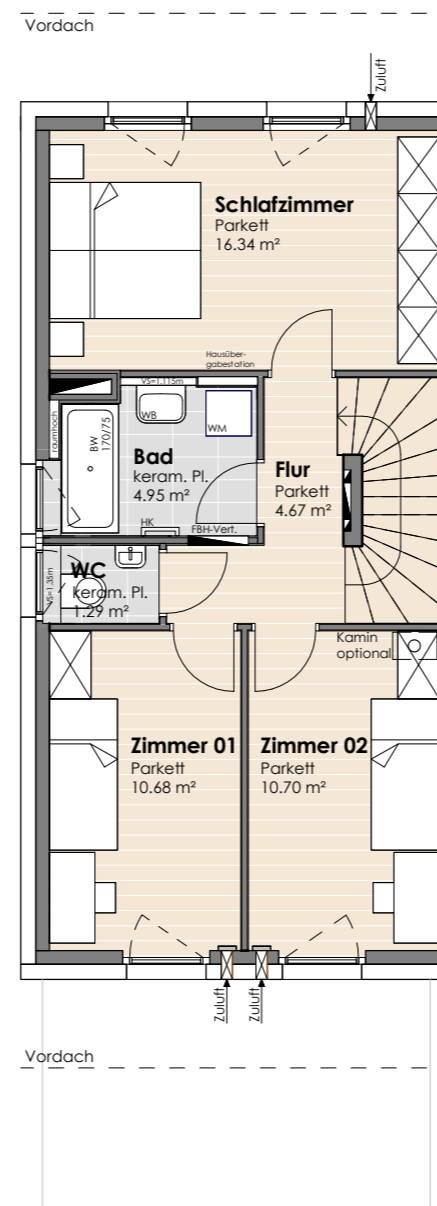 Vordach
Zuluft
Schlafzimmer
Parkett
16.34 m²
Hausüber-
gabestation
VS=1.115m
WB
WM
raumhoch
BW
170/75
Bad
keram. Pl.
4.95 m²
HK
FBH-Vert.
Flur
Parkett
4.67 m²
WC
keram. Pl.
1.29 m²
VS=1.35m
Kamin
optional
Zimmer 01
Parkett
10.68 m²
Zimmer 02
Parkett
10.70 m²
Zuluft
Zuluft
Vordach